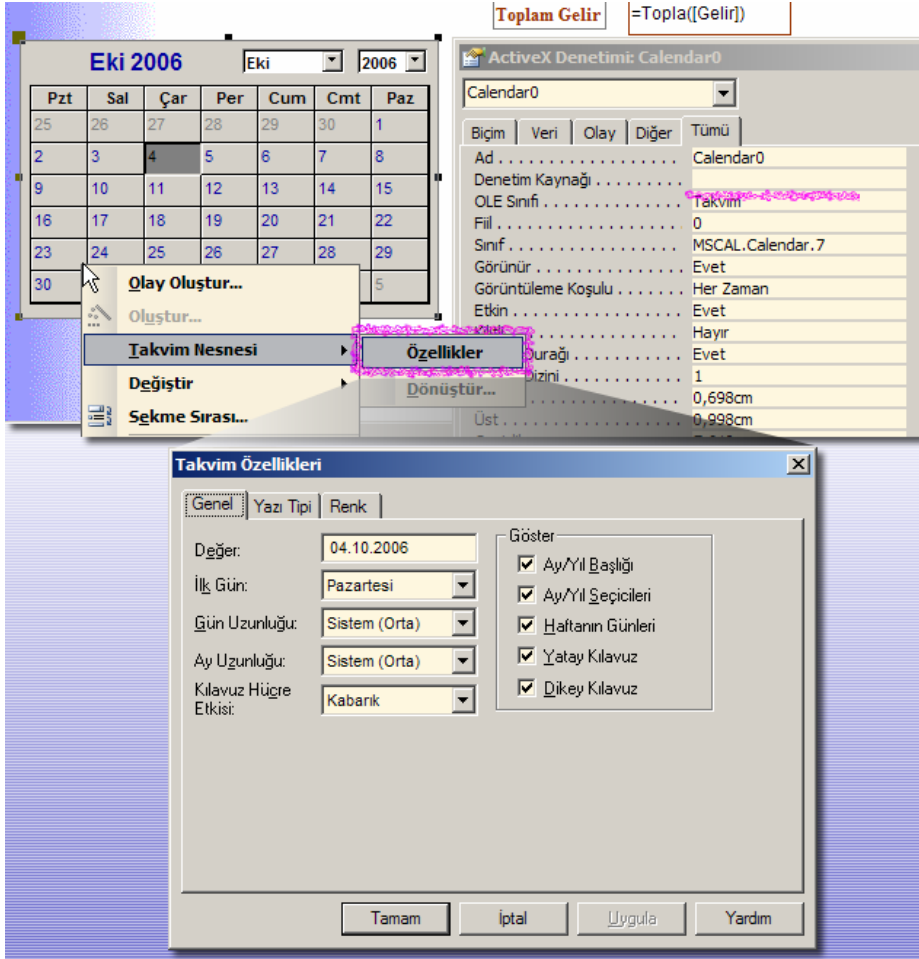 Toplam Gelir
=Topla([Gelir])
Eki 2006
Eki
2006
Pzt Sal Çar Per Cum Cmt Paz
25 26 27 28 29 30 1
2 3 4 5 6 7 8
9 10 11 12 13 14 15
16 17 18 19 20 21 22
23 24 25 26 27 28 29
30 5
Olay Oluştur...
Oluştur...
Takvim Nesnesi
Değiştir
Sekme Sırası...
Özellikler
Dönüştür...
ActiveX Denetimi: Calendar0
Calendar0
Biçim Veri Olay Diğer Tümü
Ad . . . . . . . . . . . . . . . . . . Calendar0
Denetim Kaynağı . . . . . . . . .
OLE Sınıfı . . . . . . . . . . . . . . Takvim
Fiil . . . . . . . . . . . . . . . . . . 0
Sınıf . . . . . . . . . . . . . . . . . MSCAL.Calendar.7
Görünür . . . . . . . . . . . . . . Evet
Görüntüleme Koşulu . . . . . . . Her Zaman
Etkin . . . . . . . . . . . . . . . . . Evet
Hayır
Durağı . . . . . . . . . . . Evet
Dizini . . . . . . . . . . . . 1
0,698cm
Üst . . . . . . . . . . . . . . . . . . 0,998cm
Takvim Özellikleri
Genel Yazı Tipi Renk
Değer: 04.10.2006
İlk Gün: Pazartesi
Gün Uzunluğu: Sistem (Orta)
Ay Uzunluğu: Sistem (Orta)
Kılavuz Hücre
Etkisi: Kabarık
Göster
Ay/Yıl Başlığı
Ay/Yıl Seçicileri
Haftanın Günleri
Yatay Kılavuz
Dikey Kılavuz
Tamam İptal Uygula Yardım